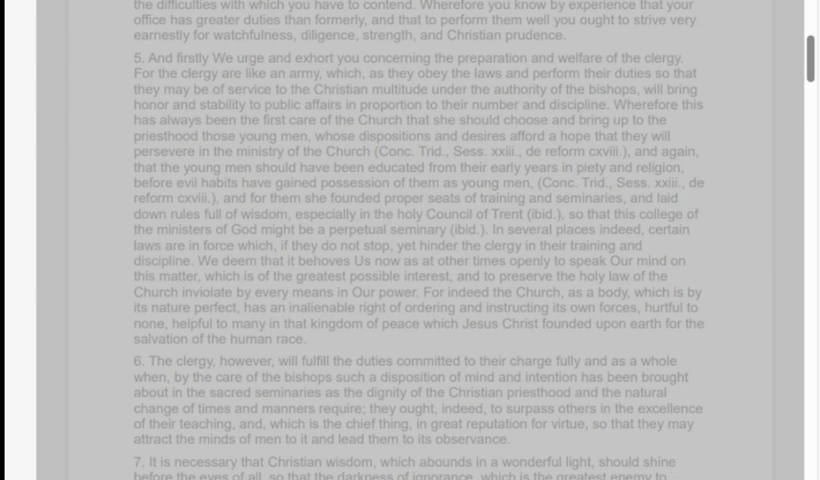 the difficulties with which you have to contend. Wherefore you know by experience that your
office has greater duties than formerly, and that to perform them well you ought to strive very
earnestly for watchfulness, diligence, strength, and Christian prudence.
5. And firstly We urge and exhort you concerning the preparation and welfare of the clergy.
For the clergy are like an army, which, as they obey the laws and perform their duties so that
they may be of service to the Christian multitude under the authority of the bishops, will bring
honor and stability to public affairs in proportion to their number and discipline. Wherefore this
has always been the first care of the Church that she should choose and bring up to the
priesthood those young men, whose dispositions and desires afford a hope that they will
persevere in the ministry of the Church (Conc. Trid., Sess. xxiii., de reform cxviii.), and again,
that the young men should have been educated from their early years in piety and religion,
before evil habits have gained possession of them as young men, (Conc. Trid., Sess. xxiii., de
reform cxviii.), and for them she founded proper seats of training and seminaries, and laid
down rules full of wisdom, especially in the holy Council of Trent (ibid.), so that this college of
the ministers of God might be a perpetual seminary (ibid.). In several places indeed, certain
laws are in force which, if they do not stop, yet hinder the clergy in their training and
discipline. We deem that it behoves Us now as at other times openly to speak Our mind on
this matter, which is of the greatest possible interest, and to preserve the holy law of the
Church inviolate by every means in Our power. For indeed the Church, as a body, which is by
its nature perfect, has an inalienable right of ordering and instructing its own forces, hurtful to
none, helpful to many in that kingdom of peace which Jesus Christ founded upon earth for the
salvation of the human race.
6. The clergy, however, will fulfill the duties committed to their charge fully and as a whole
when, by the care of the bishops such a disposition of mind and intention has been brought
about in the sacred seminaries as the dignity of the Christian priesthood and the natural
change of times and manners require; they ought, indeed, to surpass others in the excellence
of their teaching, and, which is the chief thing, in great reputation for virtue, so that they may
attract the minds of men to it and lead them to its observance.
7. It is necessary that Christian wisdom, which abounds in a wonderful light, should shine
before the eyes of all, so that the darkness of ignorance, which is the greatest enemy to